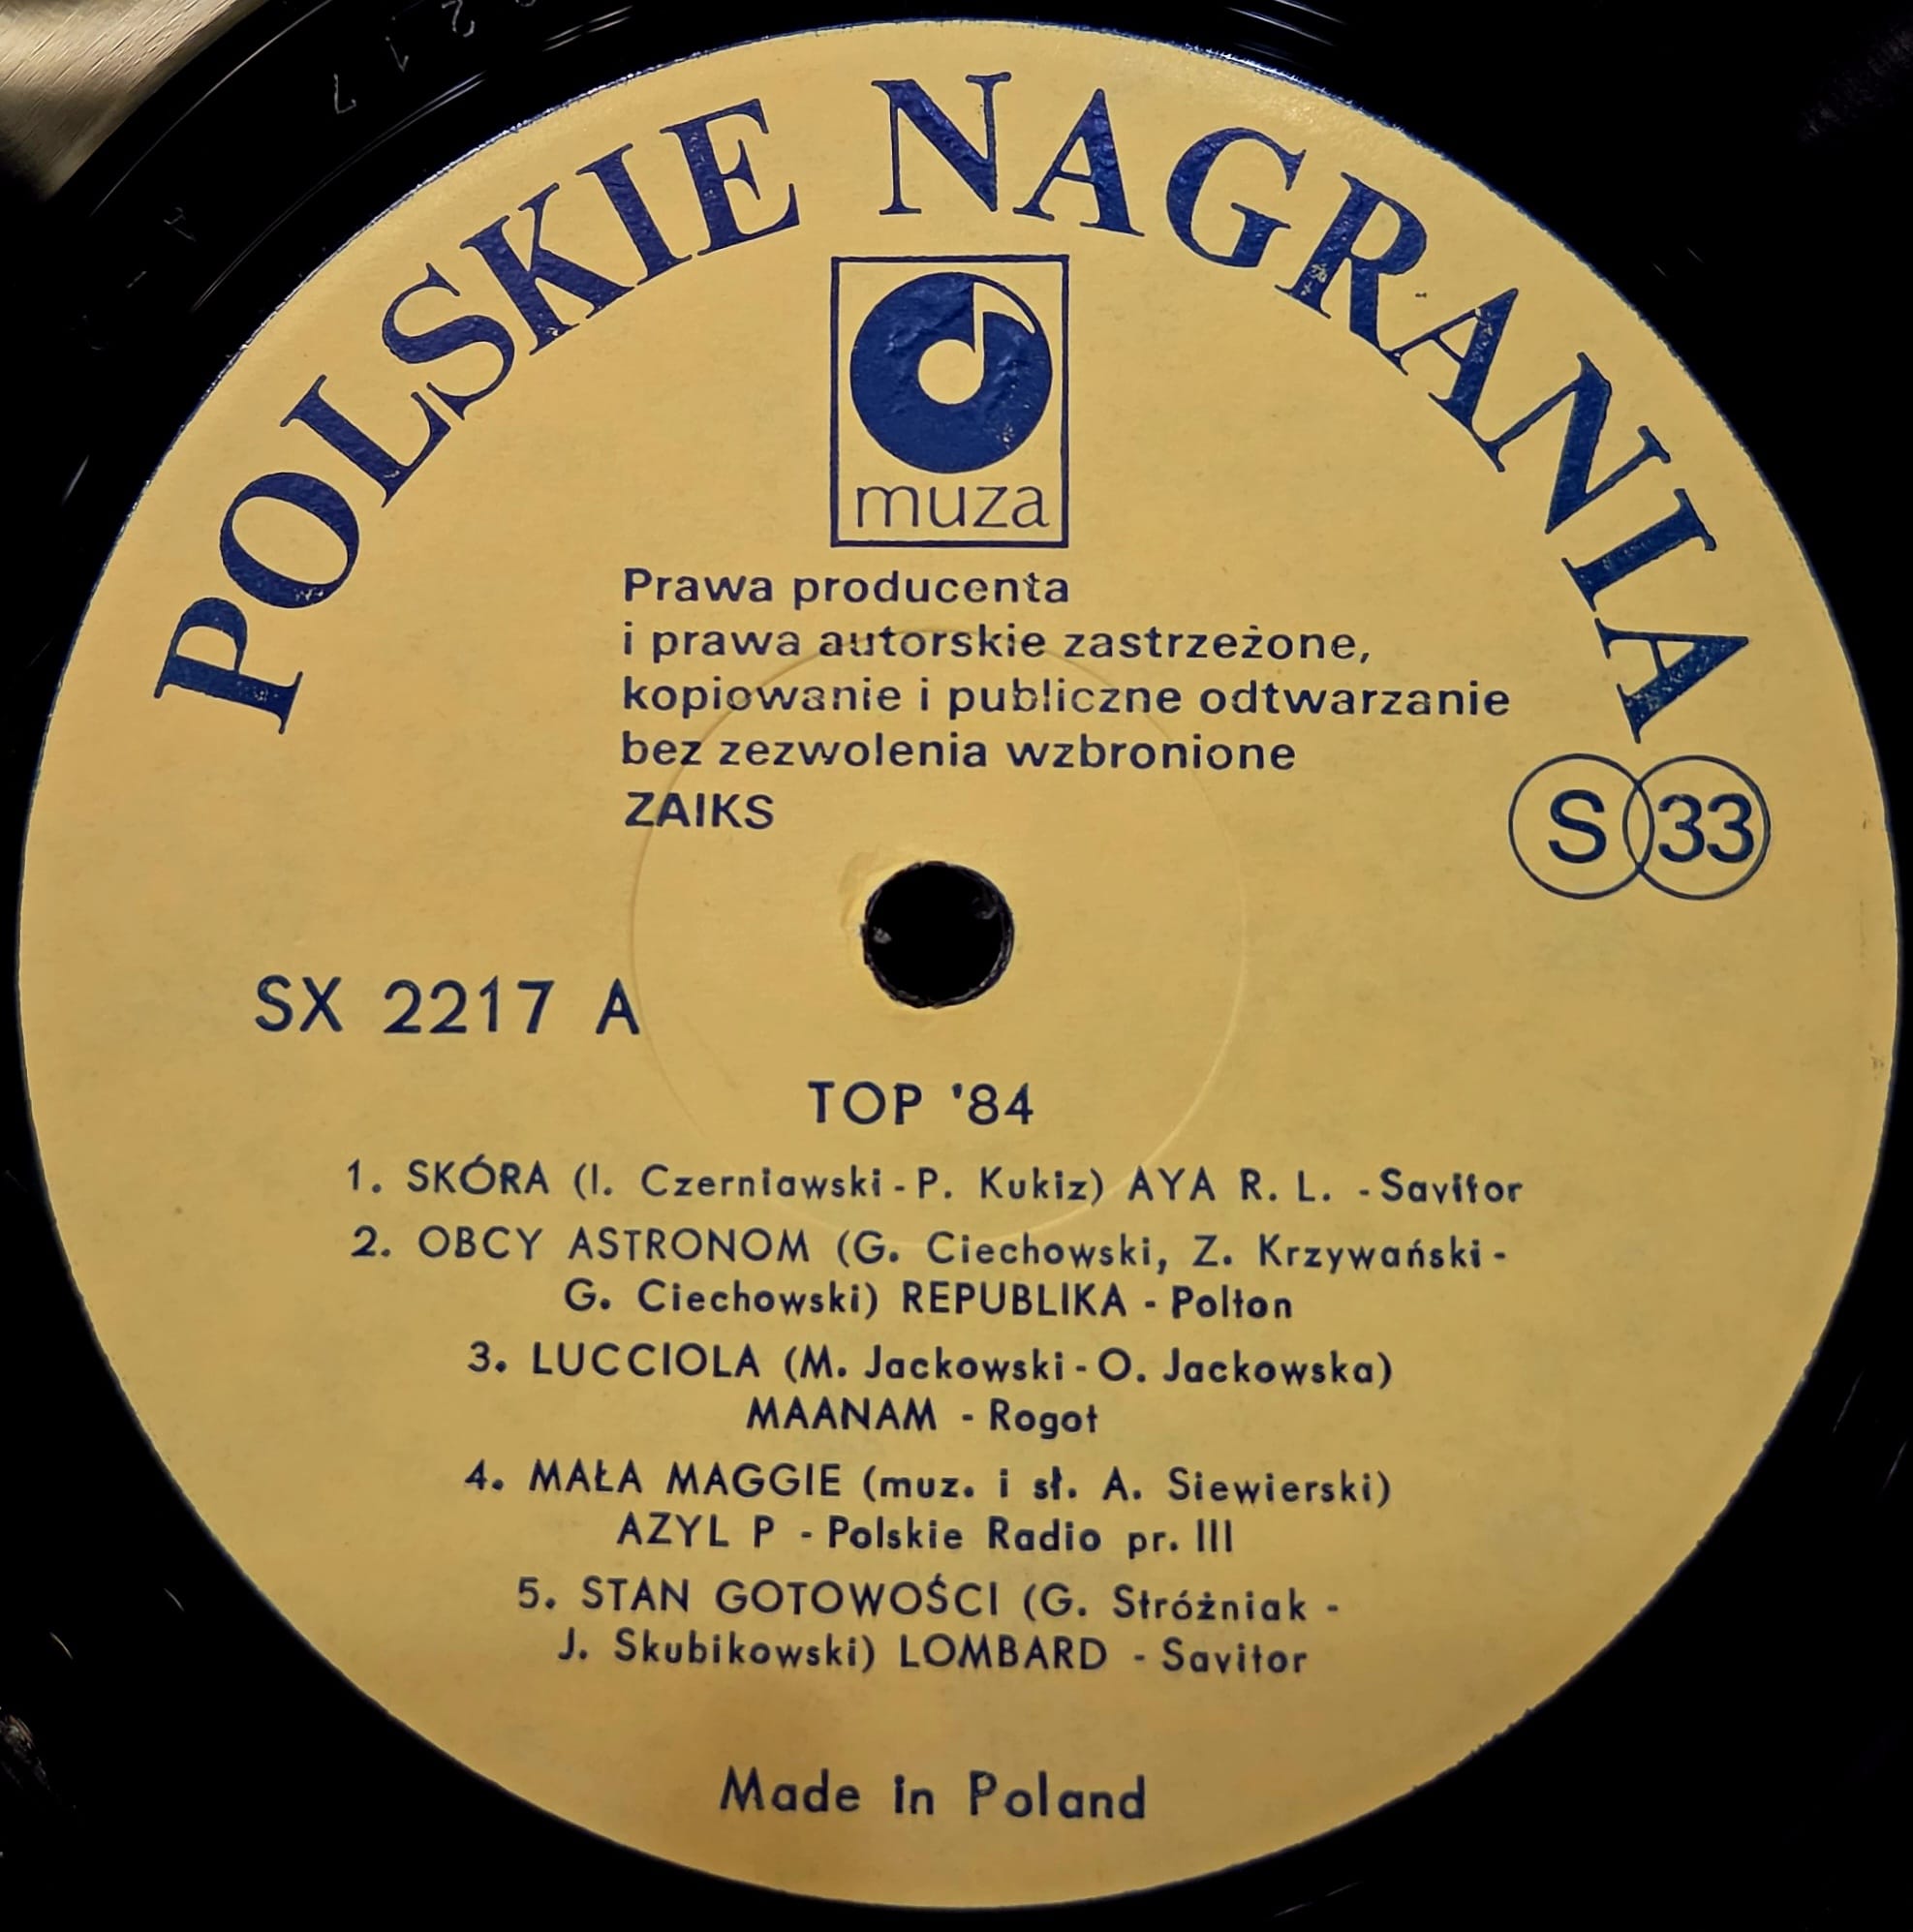 POLSKIE NAGRANIA
muza
Prawa producenta
i prawa autorskie zastrzeżone,
kopiowanie i publiczne odtwarzanie
bez zezwolenia wzbronione
ZAIKS
S 33
SX 2217 A
TOP '84
1. SKÓRA (I. Czerniawski - P. Kukiz) AYA R. L. - Savitor
2. OBCY ASTRONOM (G. Ciechowski, Z. Krzywański -
G. Ciechowski) REPUBLIKA - Polton
3. LUCCIOLA (M. Jackowski - O. Jackowska)
MAANAM - Rogot
4. MAŁA MAGGIE (muz. i sł. A. Siewierski)
AZYL P - Polskie Radio pr. III
5. STAN GOTOWOŚCI (G. Stróżniak -
J. Skubikowski) LOMBARD - Savitor
Made in Poland